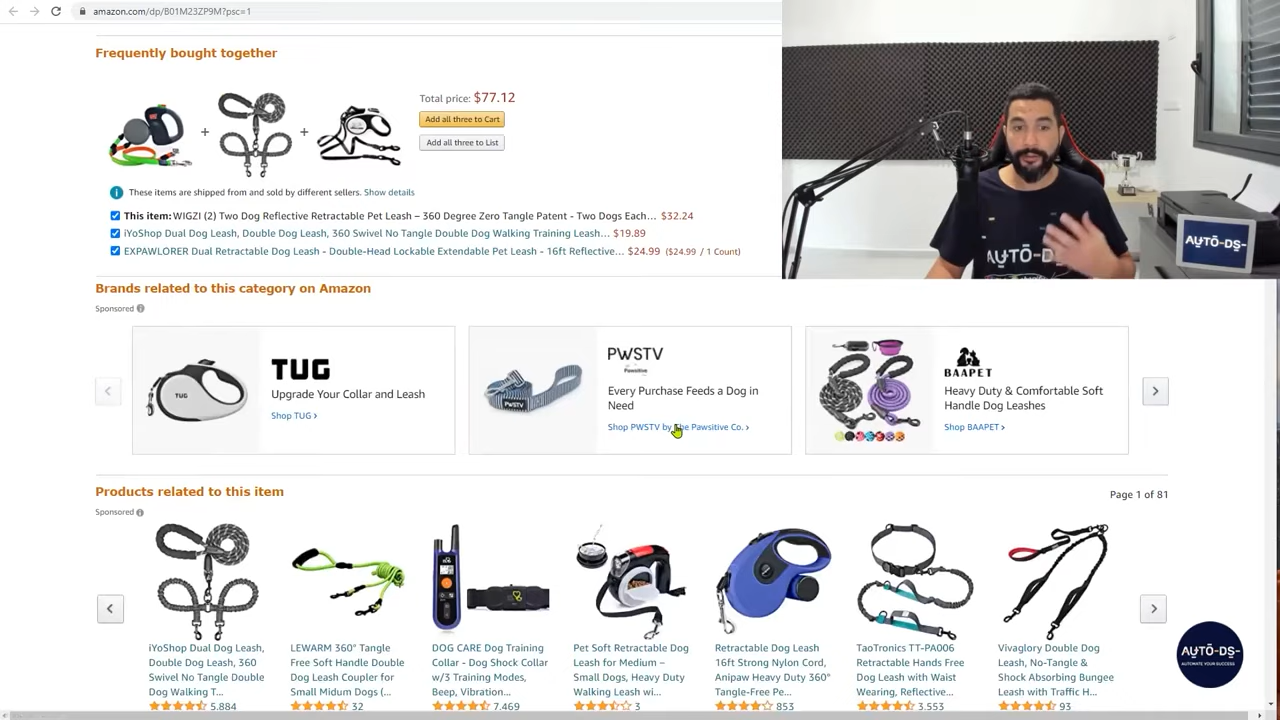 amazon.com/dp/B01M23ZP9M?psc=1
Frequently bought together
Total price: $77.12
Add all three to Cart
Add all three to List
These items are shipped from and sold by different sellers. Show details
This item: WIGZI (2) Two Dog Reflective Retractable Pet Leash – 360 Degree Zero Tangle Patent - Two Dogs Each… $32.24
iYoShop Dual Dog Leash, Double Dog Leash, 360 Swivel No Tangle Double Dog Walking Training Leash… $19.89
EXPAWLORER Dual Retractable Dog Leash - Double-Head Lockable Extendable Pet Leash - 16ft Reflective… $24.99 ($24.99 / 1 Count)
AUTO-DS-
AUTO-DS-
Brands related to this category on Amazon
Sponsored
TUG
TUG
Upgrade Your Collar and Leash
Shop TUG ›
PWSTV
PWSTV
Pawsitive
Every Purchase Feeds a Dog in
Need
Shop PWSTV by The Pawsitive Co. ›
BAAPET
Heavy Duty & Comfortable Soft
Handle Dog Leashes
Shop BAAPET ›
Products related to this item
Page 1 of 81
Sponsored
iYoShop Dual Dog Leash,
Double Dog Leash, 360
Swivel No Tangle Double
Dog Walking T...
5,884
LEWARM 360° Tangle
Free Soft Handle Double
Dog Leash Coupler for
Small Midum Dogs (...
32
DOG CARE Dog Training
Collar - Dog Shock Collar
w/3 Training Modes,
Beep, Vibration...
7,469
Pet Soft Retractable Dog
Leash for Medium –
Small Dogs, Heavy Duty
Walking Leash wi...
3
Retractable Dog Leash
16ft Strong Nylon Cord,
Anipaw Heavy Duty 360°
Tangle-Free Pe...
853
TaoTronics TT-PA006
Retractable Hands Free
Dog Leash with Waist
Wearing, Reflective...
3,553
Vivaglory Double Dog
Leash, No-Tangle &
Shock Absorbing Bungee
Leash with Traffic H...
93
AUTO-DS-
AUTOMATE YOUR SUCCESS